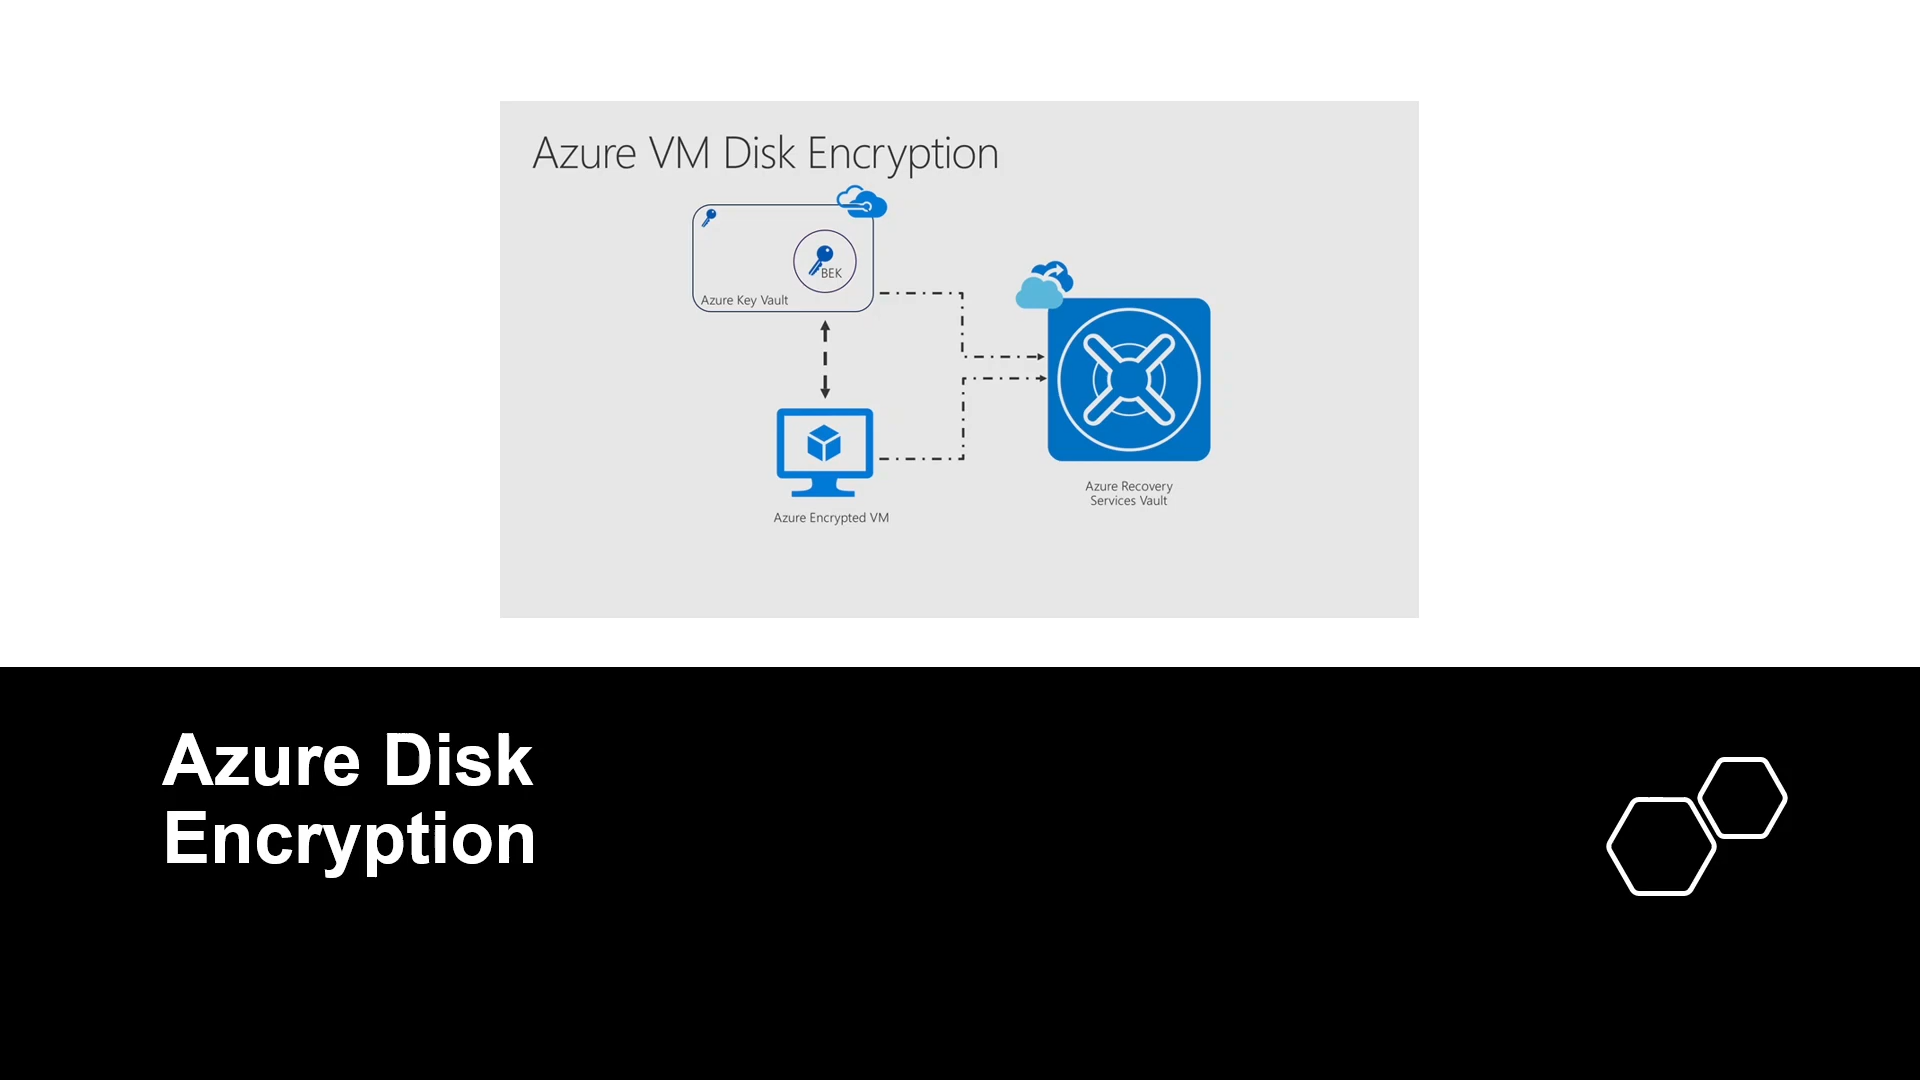 Azure VM Disk Encryption
BEK
Azure Key Vault
Azure Encrypted VM
Azure Recovery
Services Vault
Azure Disk
Encryption